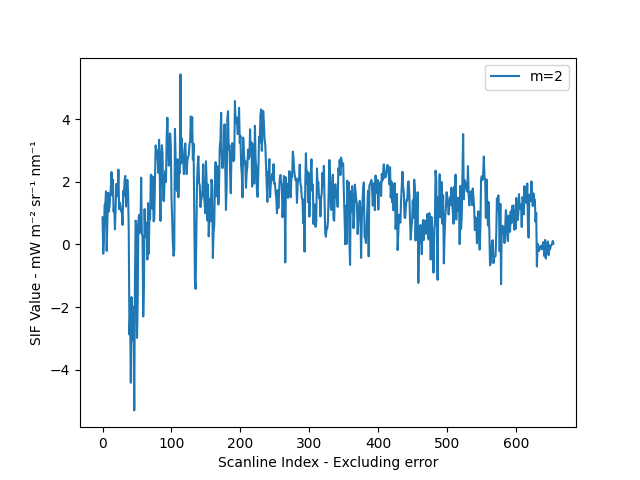 m=2
4
2
0
−2
−4
SIF Value - mW m⁻² sr⁻¹ nm⁻¹
0 100 200 300 400 500 600
Scanline Index - Excluding error